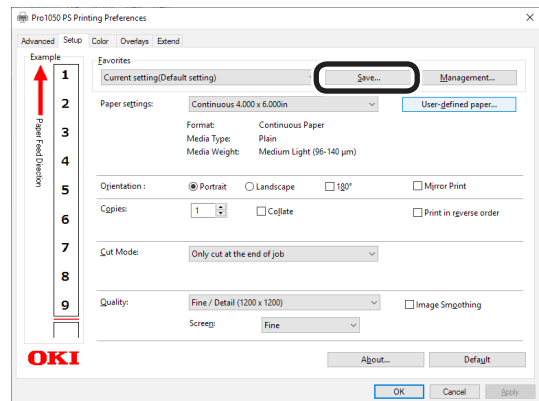 Pro1050 PS Printing Preferences
Advanced Setup Color Overlays Extend
Example
1
2
3
4
5
6
7
8
9
Paper Feed Direction
OKI
Favorites
Current setting(Default setting) Save... Management...
Paper settings: Continuous 4.000 x 6.000in User-defined paper...
Format: Continuous Paper
Media Type: Plain
Media Weight: Medium Light (96-140 μm)
Orientation : Portrait Landscape 180° Mirror Print
Copies: 1 Collate Print in reverse order
Cut Mode: Only cut at the end of job
Quality: Fine / Detail (1200 x 1200) Image Smoothing
Screen: Fine
About... Default
OK Cancel Apply